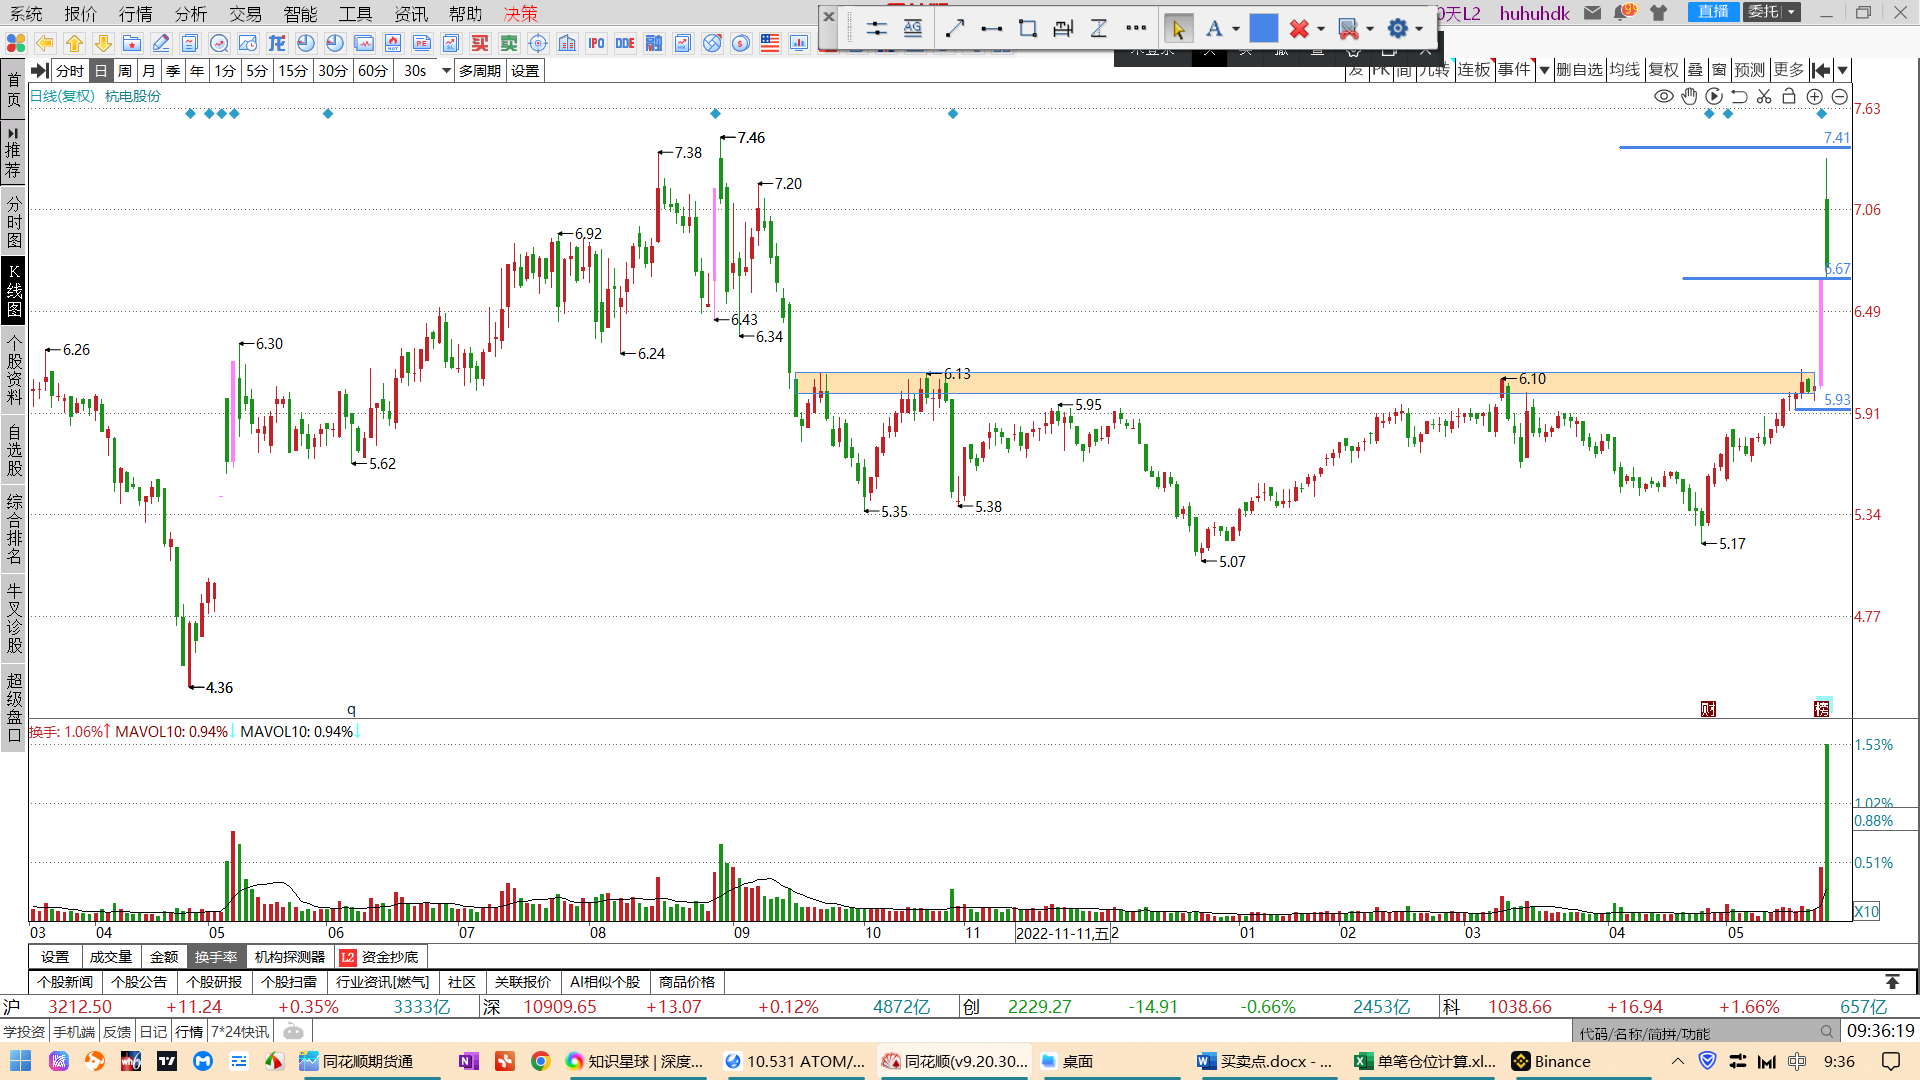 系统 报价 行情 分析 交易 智能 工具 资讯 帮助 决策
天L2 huhuhdk 9+ 直播 委托
买 卖 IPO DDE 龙
分时 日 周 月 季 年 1分 5分 15分 30分 60分 30s 多周期 设置
PK 九转 连板 事件 删自选 均线 复权 叠 窗 预测 更多
首页
推荐
分时图
K线图
个股资料
自选股
综合排名
牛叉诊股
超级盘口
日线(复权) 杭电股份
7.63
7.41
7.46
7.38
7.20
7.06
6.92
6.67
6.49
6.43
6.34
6.30
6.26
6.24
6.13
6.10
5.95
5.93
5.91
5.62
5.38
5.35
5.34
5.17
5.07
4.77
4.36
q 财 榜
换手: 1.06%↑ MAVOL10: 0.94%↓ MAVOL10: 0.94%↓
1.53%
1.02%
0.88%
0.51%
X10
03 04 05 06 07 08 09 10 11 2022-11-11,五 2 01 02 03 04 05
设置 成交量 金额 换手率 机构探测器 L2 资金抄底
个股新闻 个股公告 个股研报 个股扫雷 行业资讯[燃气] 社区 关联报价 AI相似个股 商品价格
沪 3212.50 +11.24 +0.35% 3333亿 深 10909.65 +13.07 +0.12% 4872亿 创 2229.27 -14.91 -0.66% 2453亿 科 1038.66 +16.94 +1.66% 657亿
学投资 手机端 反馈 日记 行情 7*24快讯 代码/名称/简拼/功能 09:36:19
同花顺期货通 知识星球 | 深度... 10.531 ATOM/... 同花顺(v9.20.30... 桌面 买卖点.docx - ... 单笔仓位计算.xl... Binance 中 9:36